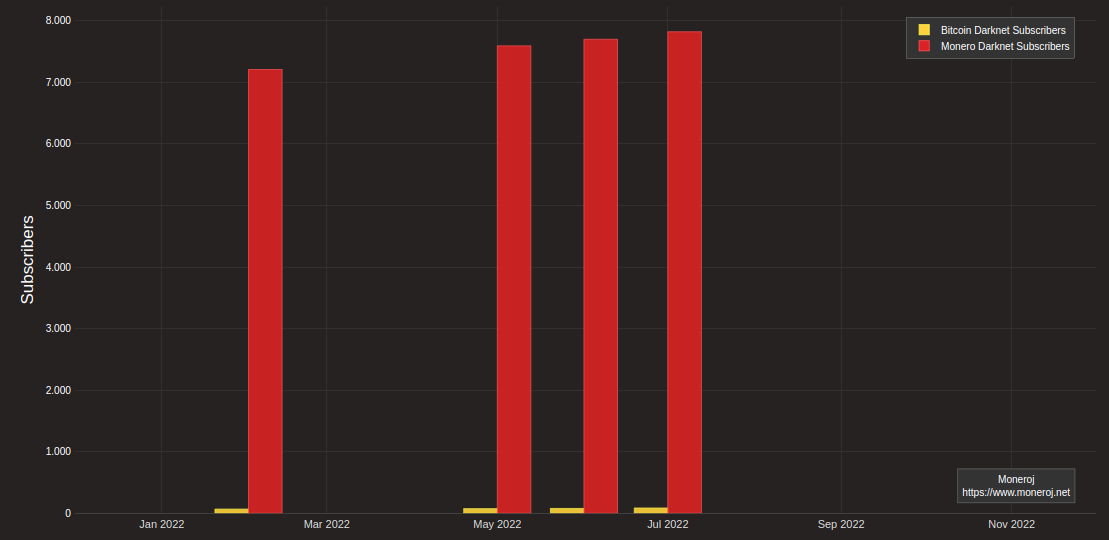 8.000
7.000
6.000
5.000
4.000
3.000
2.000
1.000
0
Subscribers
Jan 2022
Mar 2022
May 2022
Jul 2022
Sep 2022
Nov 2022
Bitcoin Darknet Subscribers
Monero Darknet Subscribers
Moneroj
https://www.moneroj.net